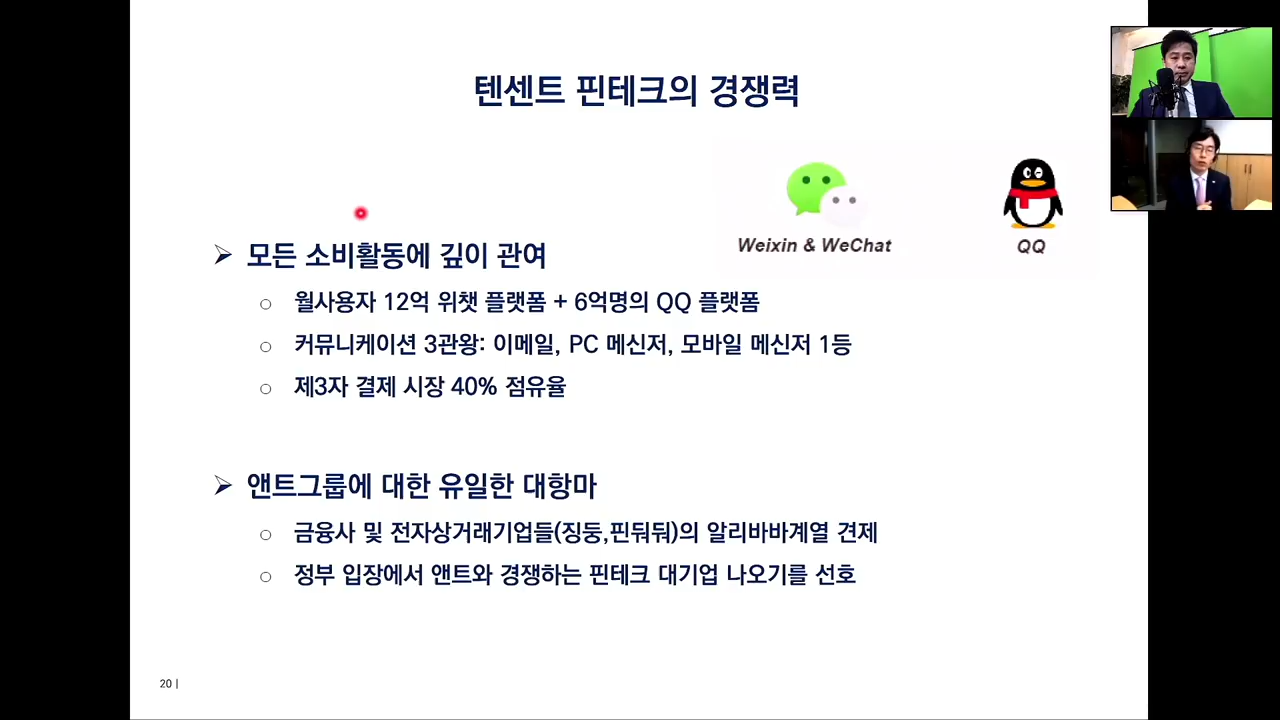 텐센트 핀테크의 경쟁력
Weixin & WeChat
QQ
➢ 모든 소비활동에 깊이 관여
○ 월사용자 12억 위챗 플랫폼 + 6억명의 QQ 플랫폼
○ 커뮤니케이션 3관왕: 이메일, PC 메신저, 모바일 메신저 1등
○ 제3자 결제 시장 40% 점유율
➢ 앤트그룹에 대한 유일한 대항마
○ 금융사 및 전자상거래기업들(징둥,핀둬둬)의 알리바바계열 견제
○ 정부 입장에서 앤트와 경쟁하는 핀테크 대기업 나오기를 선호
20 |